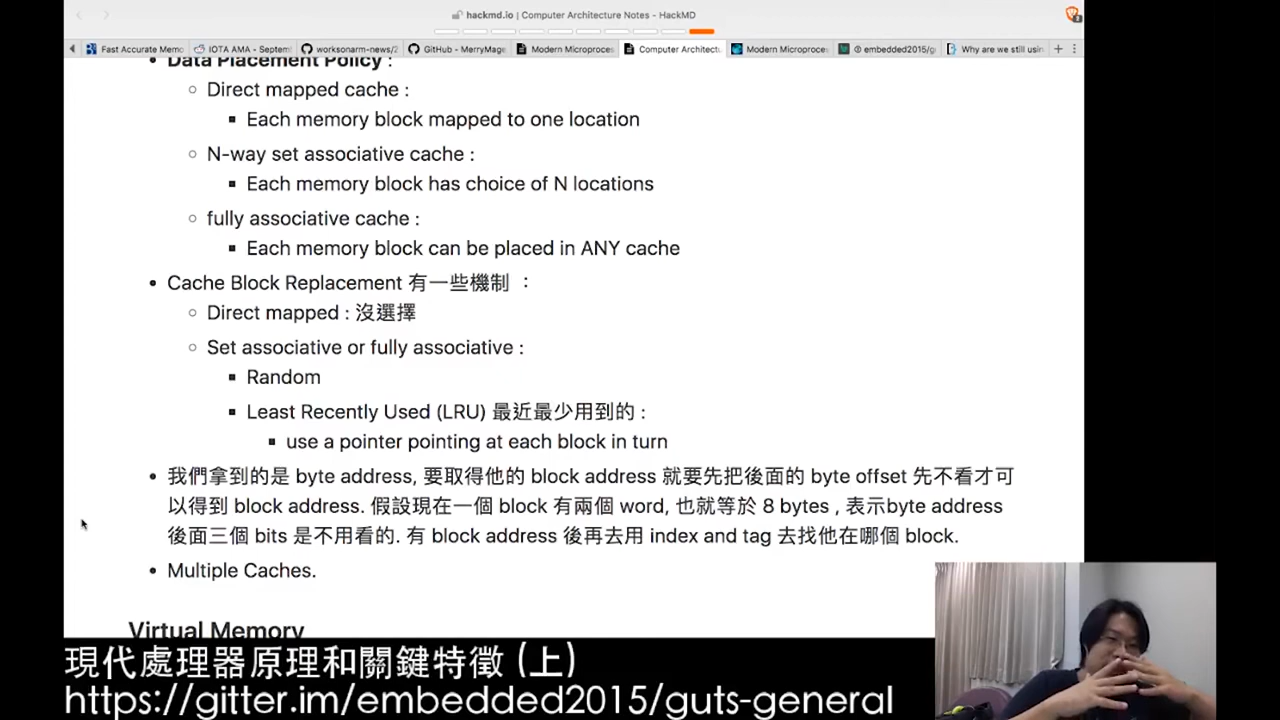 hackmd.io | Computer Architecture Notes - HackMD
Fast Accurate Memo
IOTA AMA - Septem
worksonarm-news/2
GitHub - MerryMage
Modern Microproces
Computer Architect
Modern Microproce
embedded2015/g
Why are we still usin
Data Placement Policy :
Direct mapped cache :
Each memory block mapped to one location
N-way set associative cache :
Each memory block has choice of N locations
fully associative cache :
Each memory block can be placed in ANY cache
Cache Block Replacement 有一些機制 ：
Direct mapped : 沒選擇
Set associative or fully associative :
Random
Least Recently Used (LRU) 最近最少用到的 :
use a pointer pointing at each block in turn
我們拿到的是 byte address, 要取得他的 block address 就要先把後面的 byte offset 先不看才可
以得到 block address. 假設現在一個 block 有兩個 word, 也就等於 8 bytes , 表示byte address
後面三個 bits 是不用看的. 有 block address 後再去用 index and tag 去找他在哪個 block.
Multiple Caches.
Virtual Memory
現代處理器原理和關鍵特徵 (上)
https://gitter.im/embedded2015/guts-general